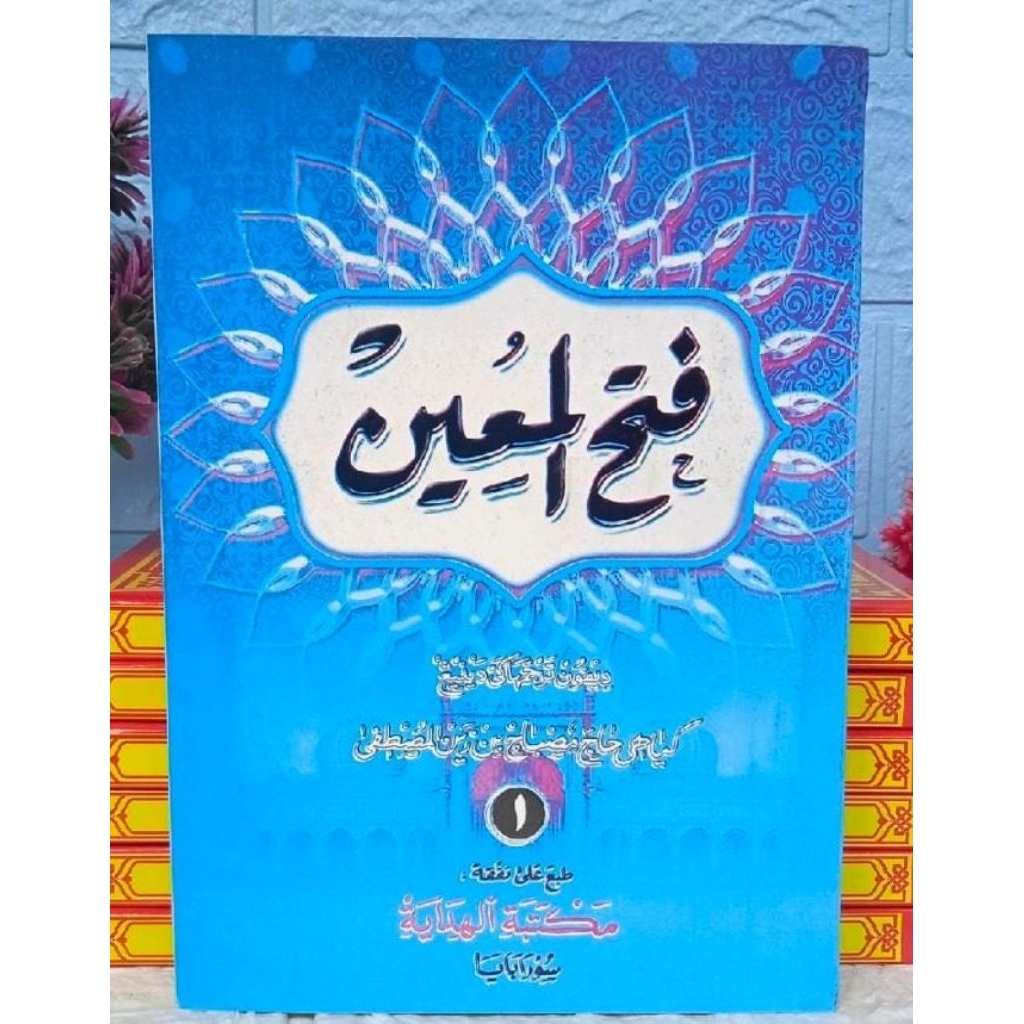 فتح المعين
كياهي حاج مصباح بن زين المصطفى
١
طبع على نفقة :
مكتبة الهداية
سورابايا